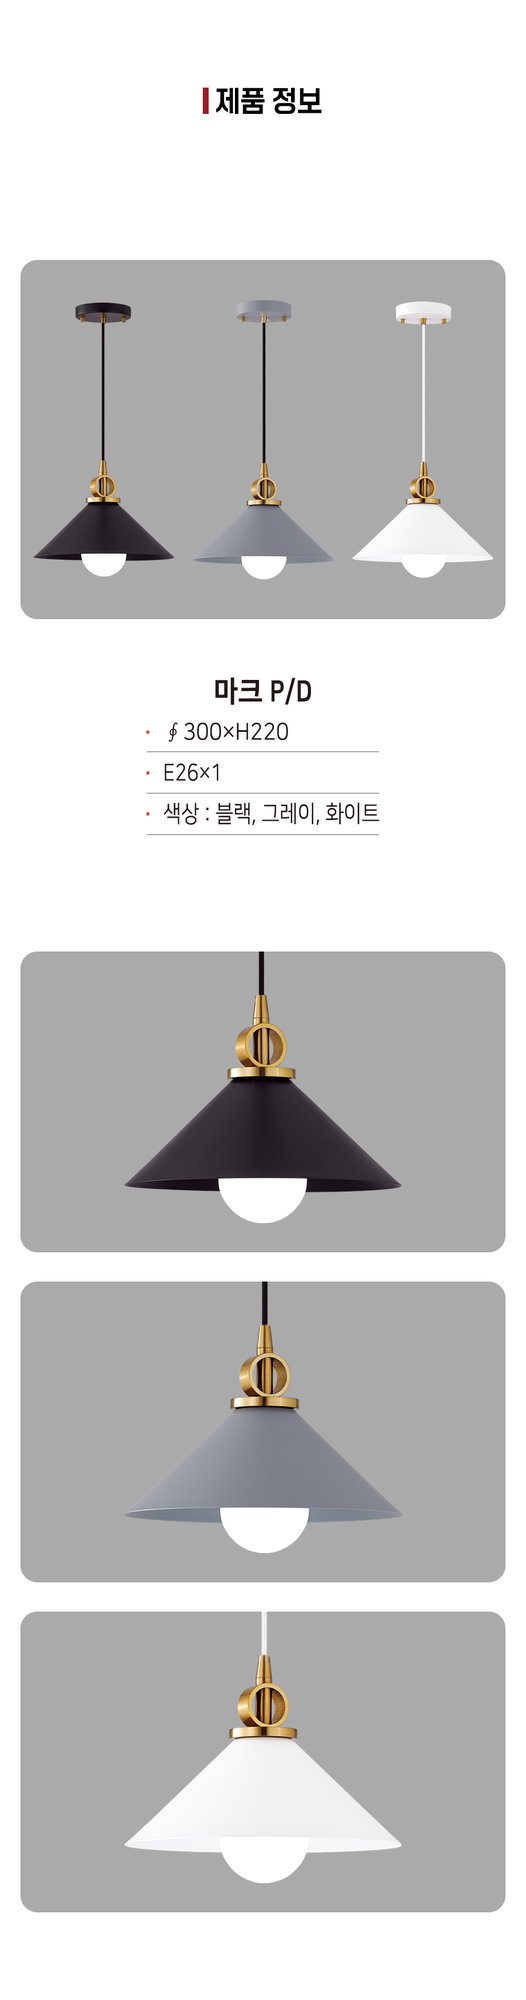 제품 정보
마크 P/D
· ∮ 300×H220
· E26×1
· 색상 : 블랙, 그레이, 화이트